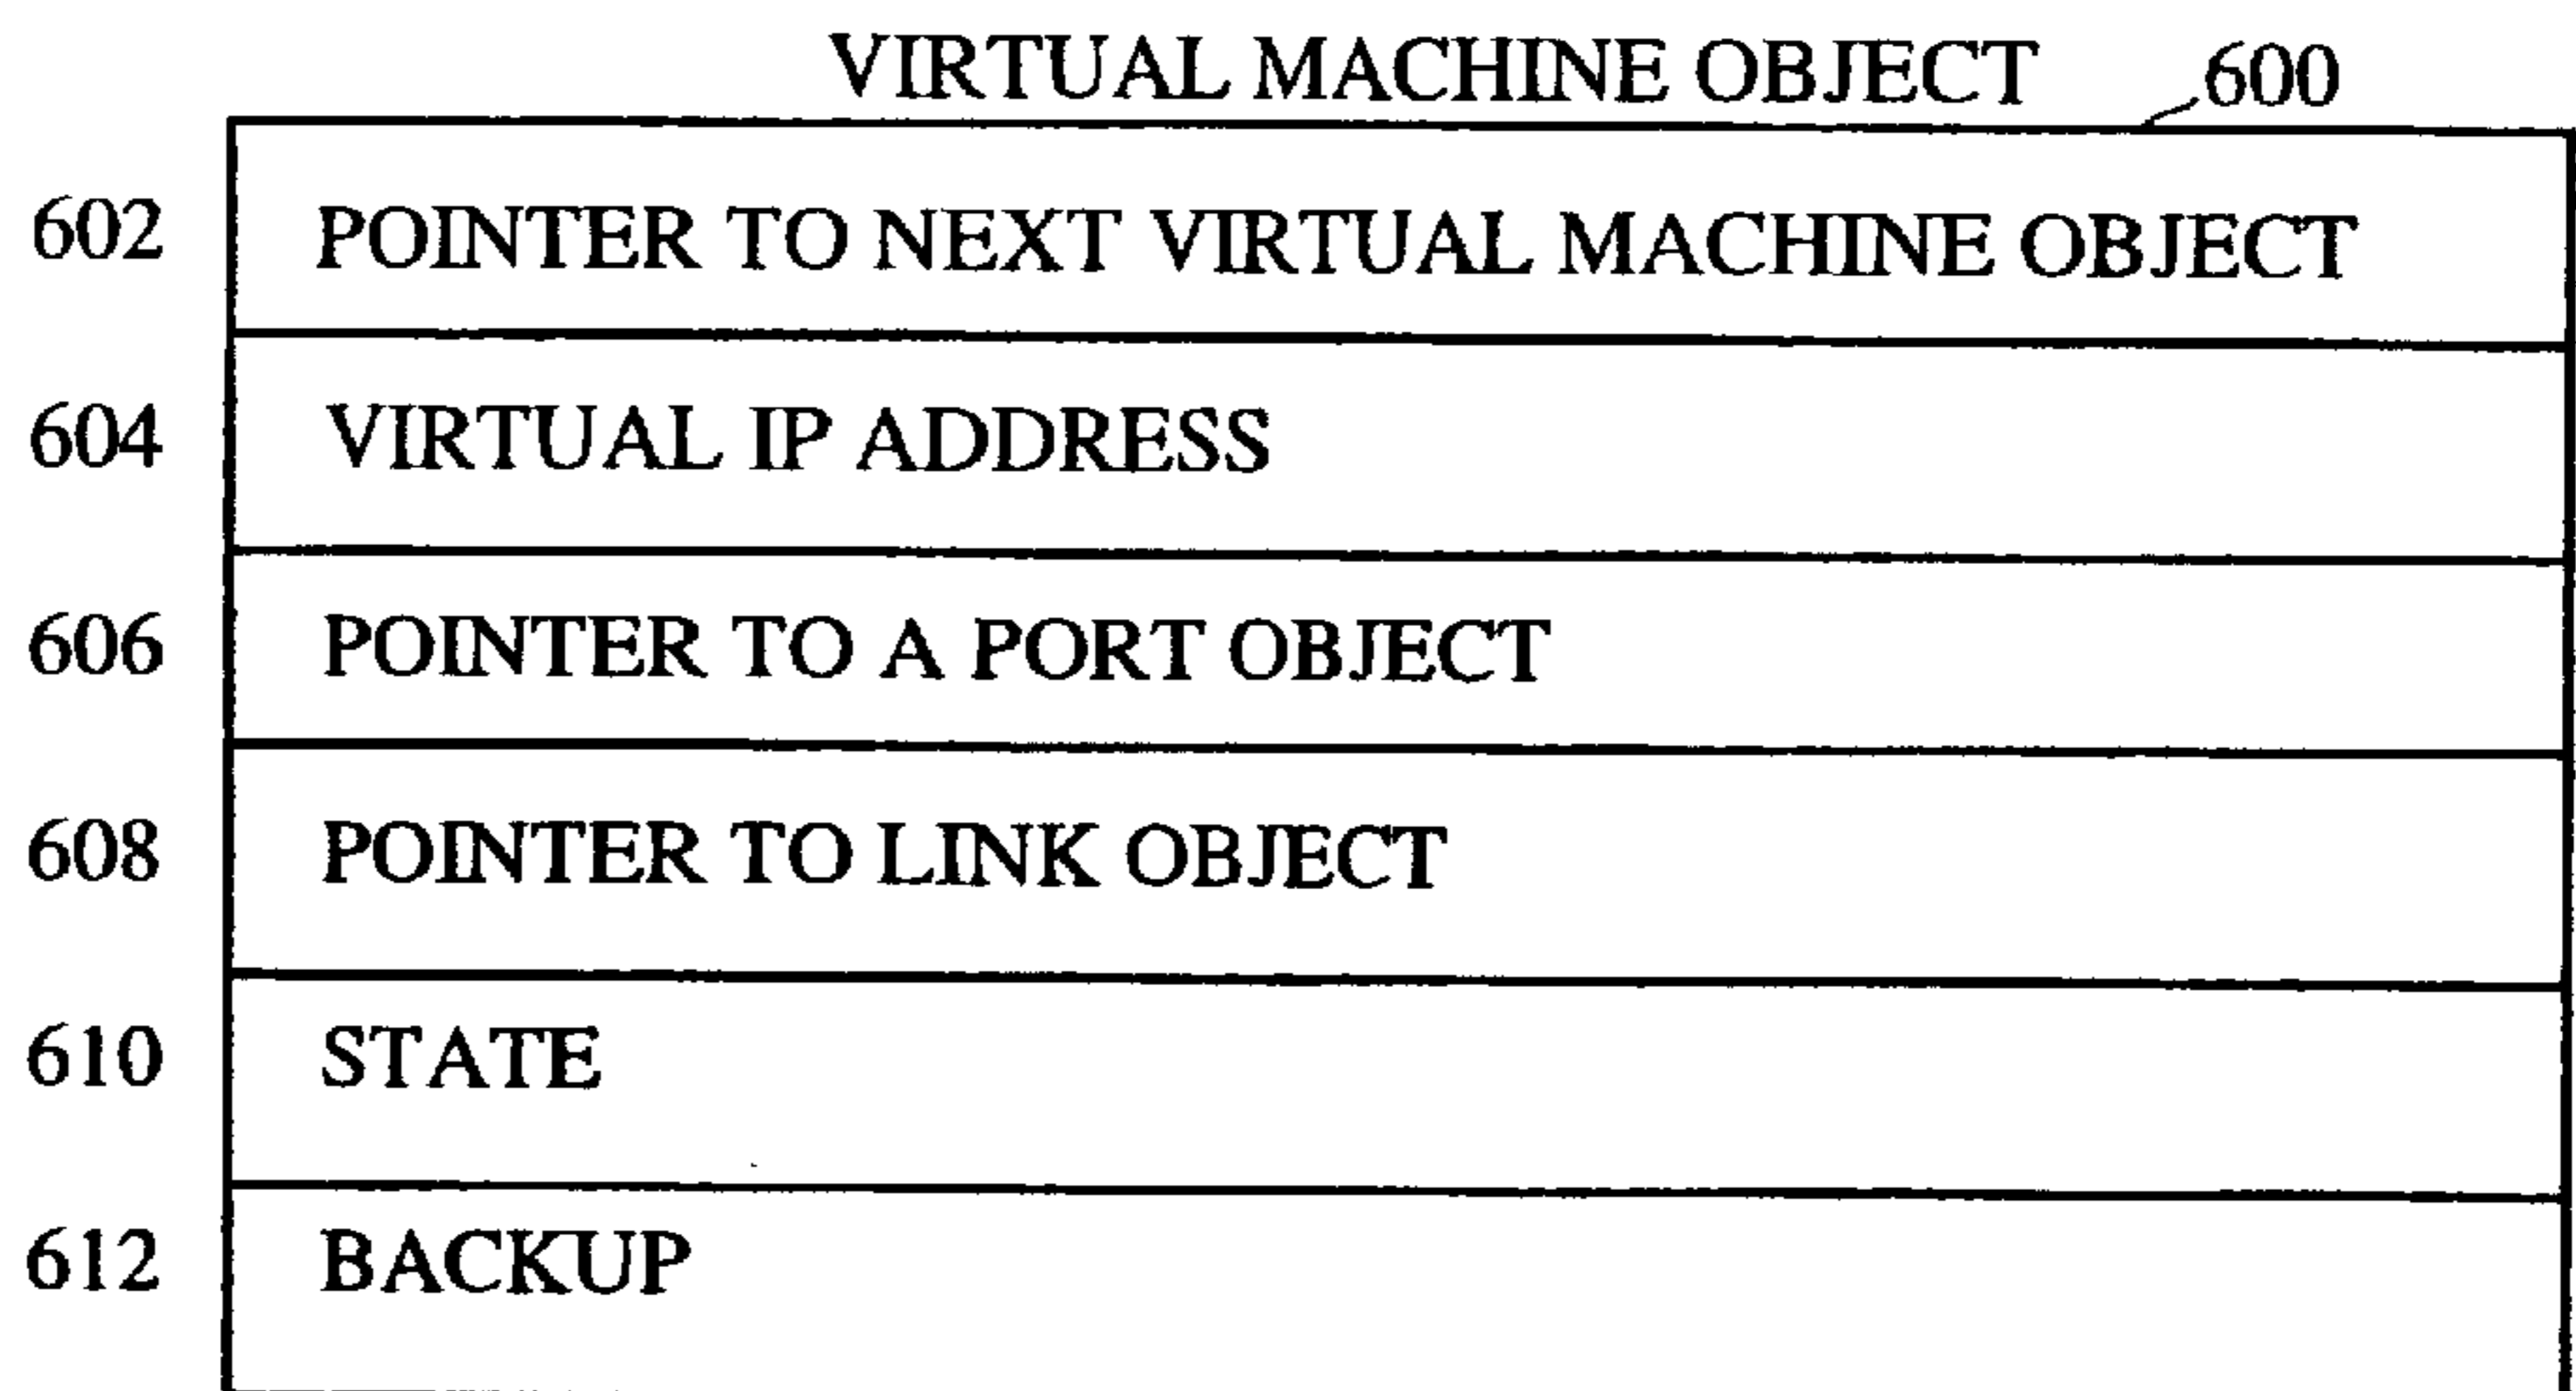 VIRTUAL MACHINE OBJECT 600
602 POINTER TO NEXT VIRTUAL MACHINE OBJECT
604 VIRTUAL IP ADDRESS
606 POINTER TO A PORT OBJECT
608 POINTER TO LINK OBJECT
610 STATE
612 BACKUP